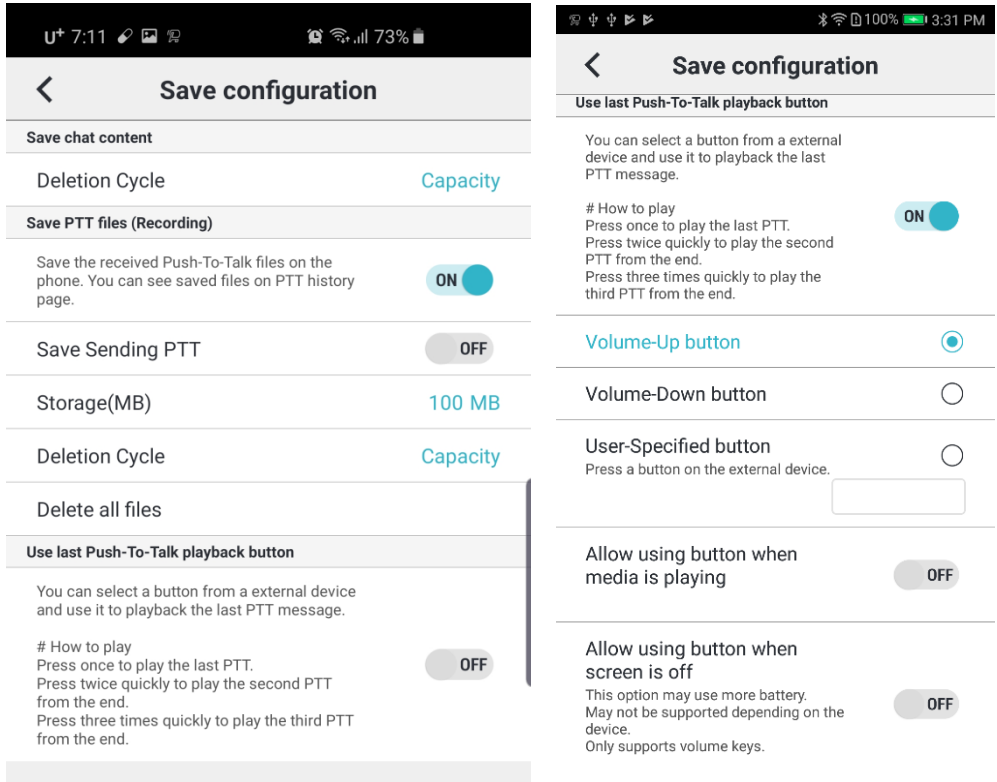 U+ 7:11 73%
Save configuration
Save chat content
Deletion Cycle Capacity
Save PTT files (Recording)
Save the received Push-To-Talk files on the
phone. You can see saved files on PTT history
page.
ON
Save Sending PTT OFF
Storage(MB) 100 MB
Deletion Cycle Capacity
Delete all files
Use last Push-To-Talk playback button
You can select a button from a external device
and use it to playback the last PTT message.
# How to play
Press once to play the last PTT.
Press twice quickly to play the second PTT
from the end.
Press three times quickly to play the third PTT
from the end.
OFF
100% 3:31 PM
Save configuration
Use last Push-To-Talk playback button
You can select a button from a external
device and use it to playback the last
PTT message.
# How to play
Press once to play the last PTT.
Press twice quickly to play the second
PTT from the end.
Press three times quickly to play the
third PTT from the end.
ON
Volume-Up button
Volume-Down button
User-Specified button
Press a button on the external device.
Allow using button when
media is playing
OFF
Allow using button when
screen is off
This option may use more battery.
May not be supported depending on the
device.
Only supports volume keys.
OFF